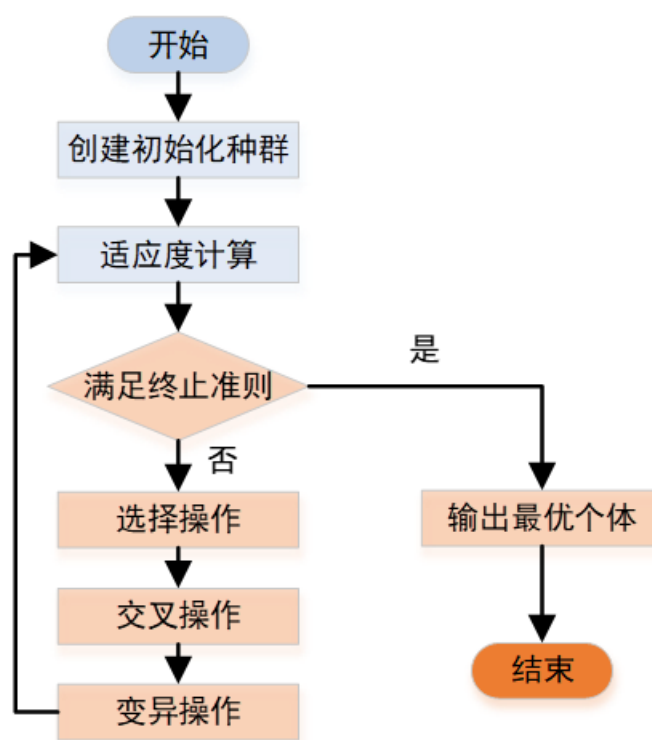 开始
创建初始化种群
适应度计算
满足终止准则
是
否
选择操作
输出最优个体
交叉操作
变异操作
结束